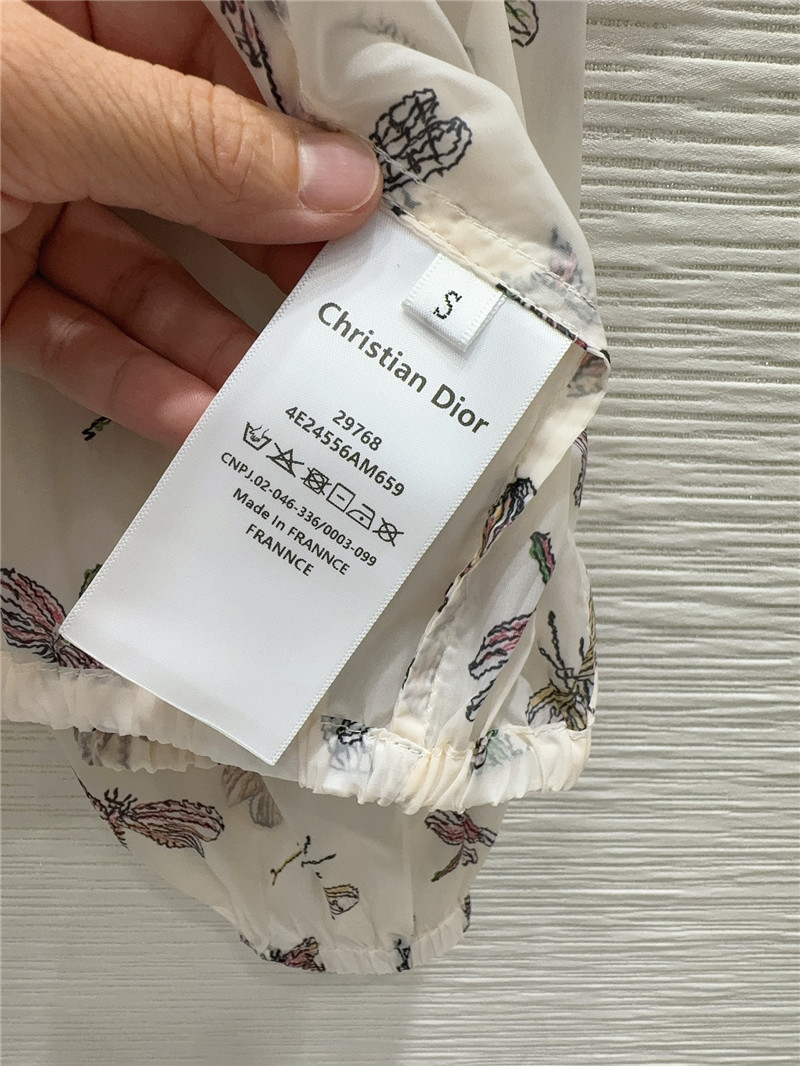 S
Christian Dior
29768
4E24556AM659
CNPJ.02-046-336/0003-099
Made In FRANNCE
FRANNCE